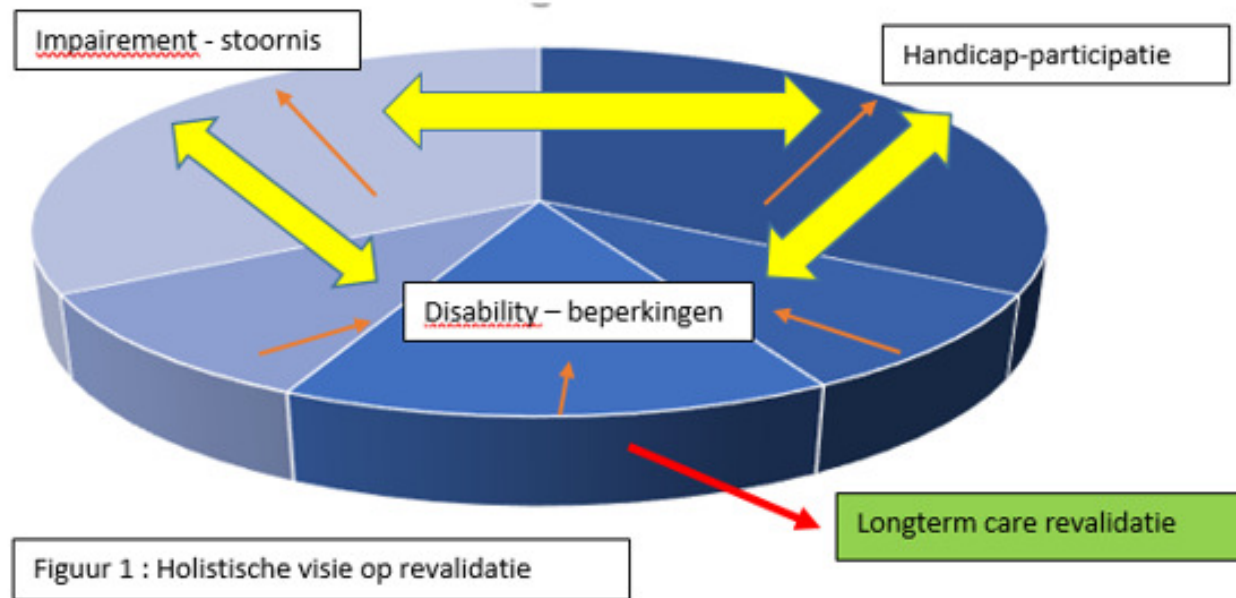 Impairement - stoornis
Handicap-participatie
Disability – beperkingen
Longterm care revalidatie
Figuur 1 : Holistische visie op revalidatie